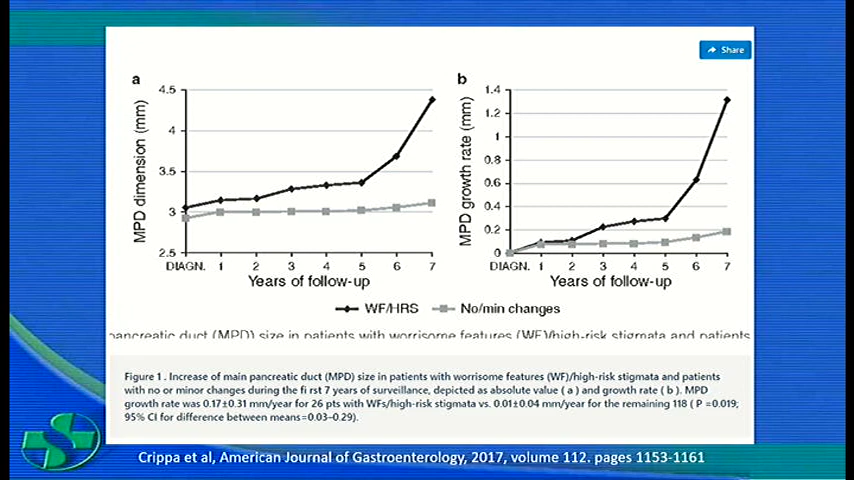 Share
a
MPD dimension (mm)
4.5
4
3.5
3
2.5
DIAGN. 1 2 3 4 5 6 7
Years of follow-up
b
MPD growth rate (mm)
1.4
1.2
1
0.8
0.6
0.4
0.2
0
DIAGN. 1 2 3 4 5 6 7
Years of follow-up
WF/HRS No/min changes
pancreatic duct (MPD) size in patients with worrisome features (WF)/high-risk stigmata and patients
Figure 1 . Increase of main pancreatic duct (MPD) size in patients with worrisome features (WF)/high-risk stigmata and patients
with no or minor changes during the fi rst 7 years of surveillance, depicted as absolute value ( a ) and growth rate ( b ). MPD
growth rate was 0.17±0.31 mm/year for 26 pts with WFs/high-risk stigmata vs. 0.01±0.04 mm/year for the remaining 118 ( P =0.019;
95% CI for difference between means=0.03–0.29).
Crippa et al, American Journal of Gastroenterology, 2017, volume 112. pages 1153-1161